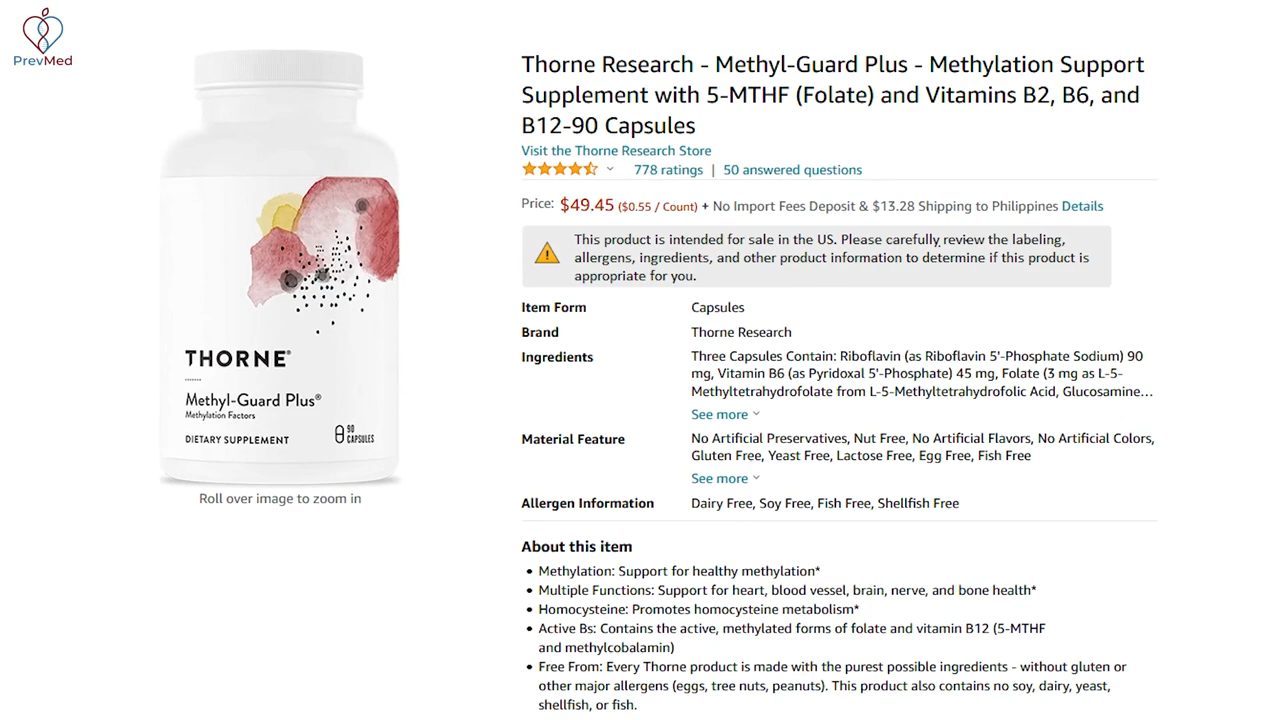 PrevMed
THORNE®
Methyl-Guard Plus®
Methylation Factors
DIETARY SUPPLEMENT
90
CAPSULES
Roll over image to zoom in
Thorne Research - Methyl-Guard Plus - Methylation Support
Supplement with 5-MTHF (Folate) and Vitamins B2, B6, and
B12-90 Capsules
Visit the Thorne Research Store
778 ratings | 50 answered questions
Price: $49.45 ($0.55 / Count) + No Import Fees Deposit & $13.28 Shipping to Philippines Details
This product is intended for sale in the US. Please carefully review the labeling,
allergens, ingredients, and other product information to determine if this product is
appropriate for you.
Item Form Capsules
Brand Thorne Research
Ingredients Three Capsules Contain: Riboflavin (as Riboflavin 5'-Phosphate Sodium) 90
mg, Vitamin B6 (as Pyridoxal 5'-Phosphate) 45 mg, Folate (3 mg as L-5-
Methyltetrahydrofolate from L-5-Methyltetrahydrofolic Acid, Glucosamine…
See more
Material Feature No Artificial Preservatives, Nut Free, No Artificial Flavors, No Artificial Colors,
Gluten Free, Yeast Free, Lactose Free, Egg Free, Fish Free
See more
Allergen Information Dairy Free, Soy Free, Fish Free, Shellfish Free
About this item
• Methylation: Support for healthy methylation*
• Multiple Functions: Support for heart, blood vessel, brain, nerve, and bone health*
• Homocysteine: Promotes homocysteine metabolism*
• Active Bs: Contains the active, methylated forms of folate and vitamin B12 (5-MTHF
and methylcobalamin)
• Free From: Every Thorne product is made with the purest possible ingredients - without gluten or
other major allergens (eggs, tree nuts, peanuts). This product also contains no soy, dairy, yeast,
shellfish, or fish.